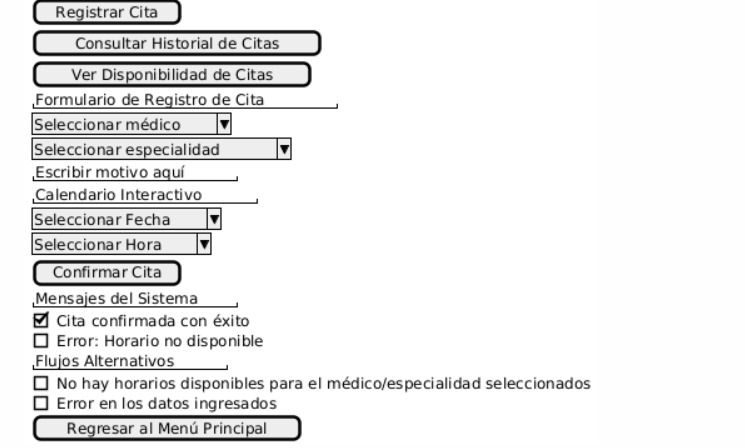 Registrar Cita
Consultar Historial de Citas
Ver Disponibilidad de Citas
Formulario de Registro de Cita
Seleccionar médico
Seleccionar especialidad
Escribir motivo aquí
Calendario Interactivo
Seleccionar Fecha
Seleccionar Hora
Confirmar Cita
Mensajes del Sistema
Cita confirmada con éxito
Error: Horario no disponible
Flujos Alternativos
No hay horarios disponibles para el médico/especialidad seleccionados
Error en los datos ingresados
Regresar al Menú Principal